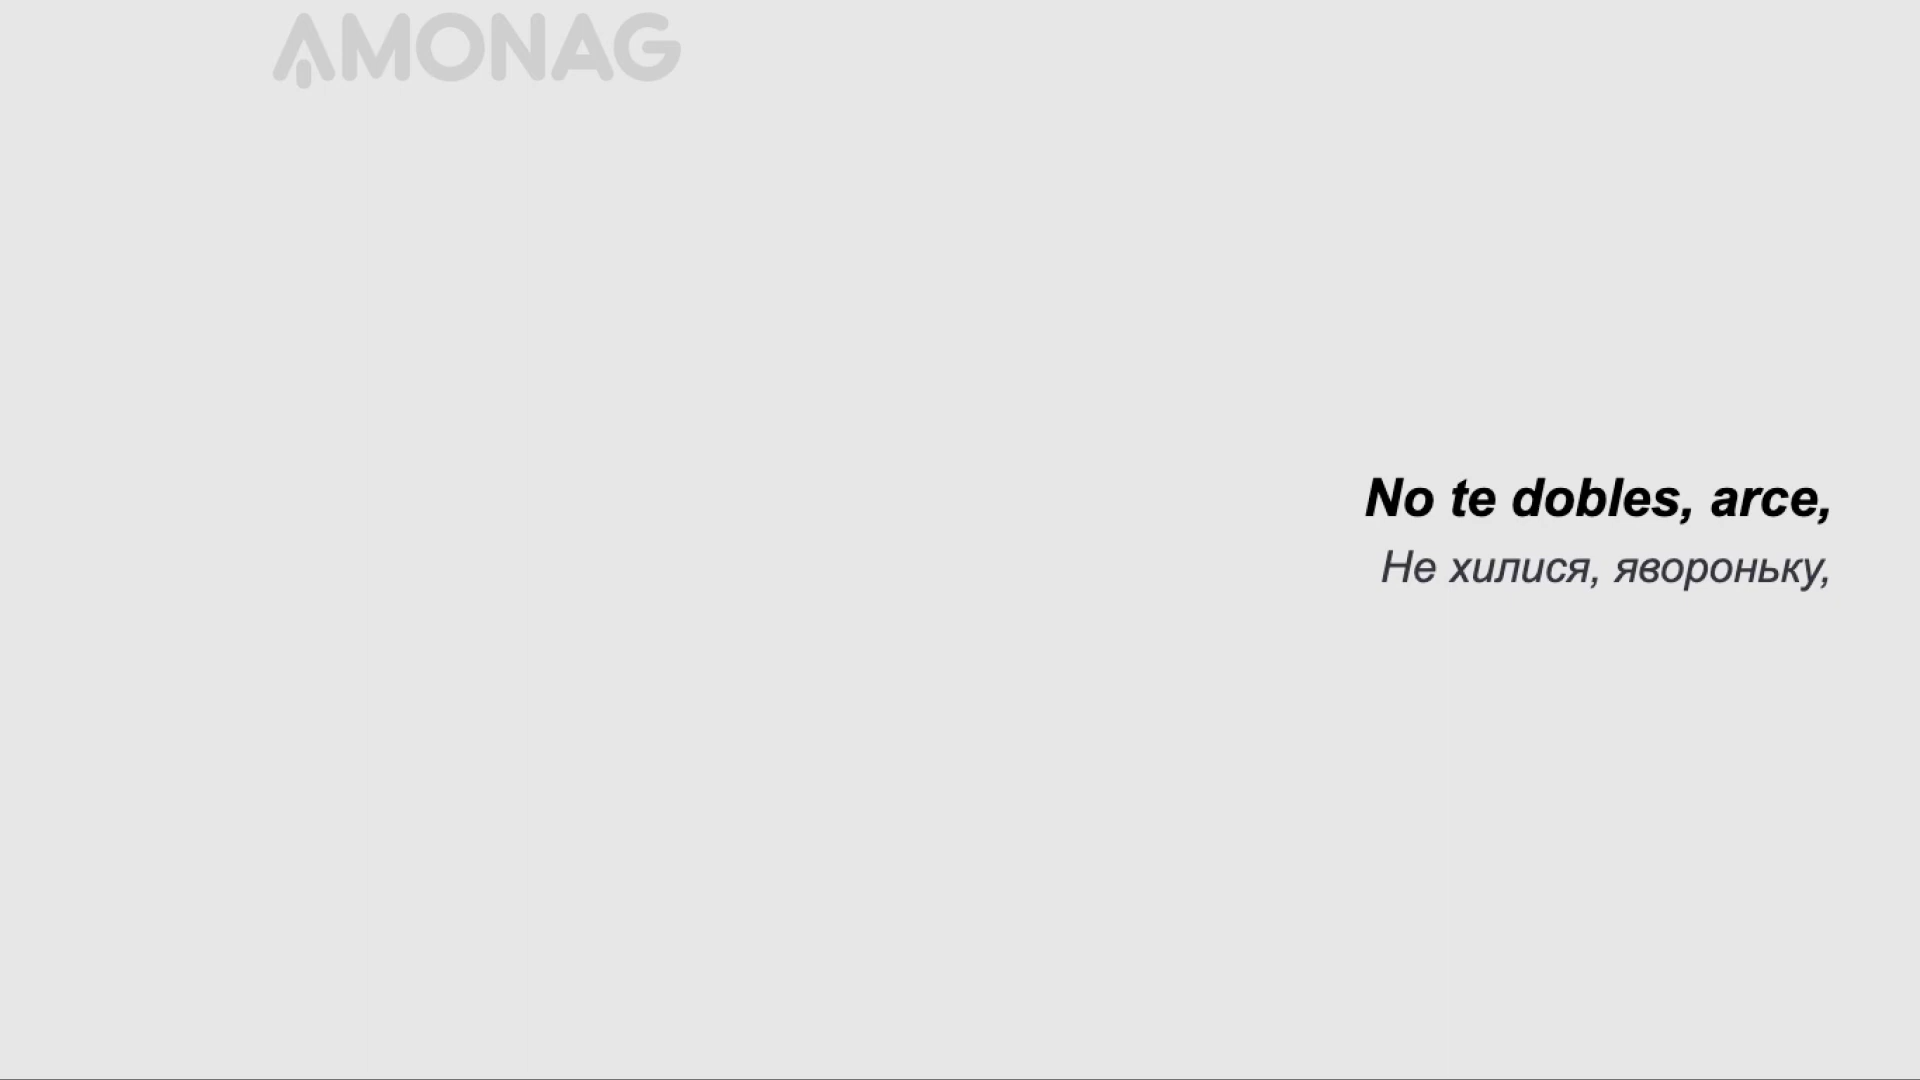 AMONAG
No te dobles, arce,
Не хилися, явороньку,